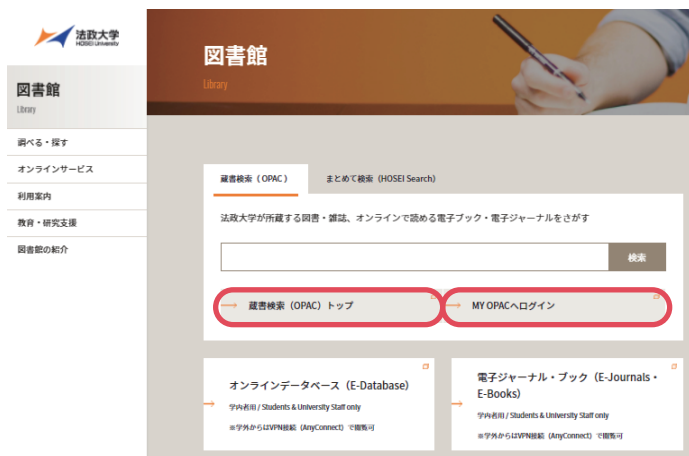 法政大学
HOSEI University
図書館
Library
図書館
Library
調べる・探す
オンラインサービス
利用案内
教育・研究支援
図書館の紹介
蔵書検索（OPAC）
まとめて検索（HOSEI Search）
法政大学が所蔵する図書・雑誌、オンラインで読める電子ブック・電子ジャーナルをさがす
検索
蔵書検索（OPAC）トップ
MY OPACへログイン
オンラインデータベース（E-Database）
学内者用 / Students & University Staff only
※学外からはVPN接続（AnyConnect）で閲覧可
電子ジャーナル・ブック（E-Journals・
E-Books）
学内者用 / Students & University Staff only
※学外からはVPN接続（AnyConnect）で閲覧可